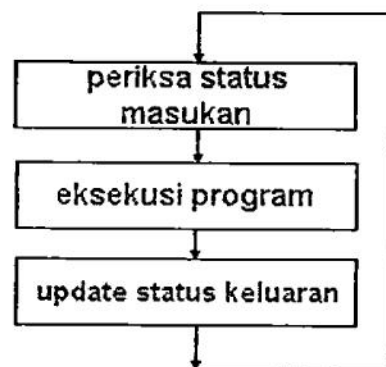 periksa status
masukan
eksekusi program
update status keluaran